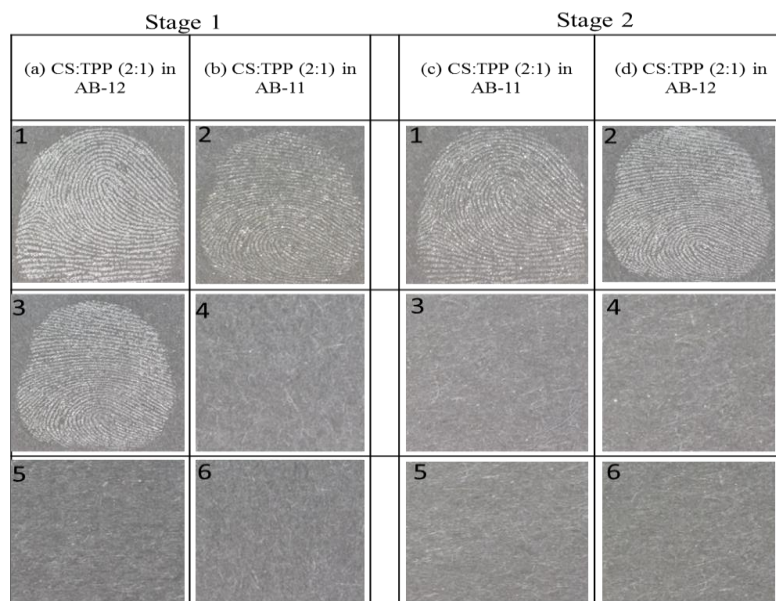 Stage 1
Stage 2
(a) CS:TPP (2:1) in
AB-12
(b) CS:TPP (2:1) in
AB-11
(c) CS:TPP (2:1) in
AB-11
(d) CS:TPP (2:1) in
AB-12
1
2
1
2
3
4
3
4
5
6
5
6